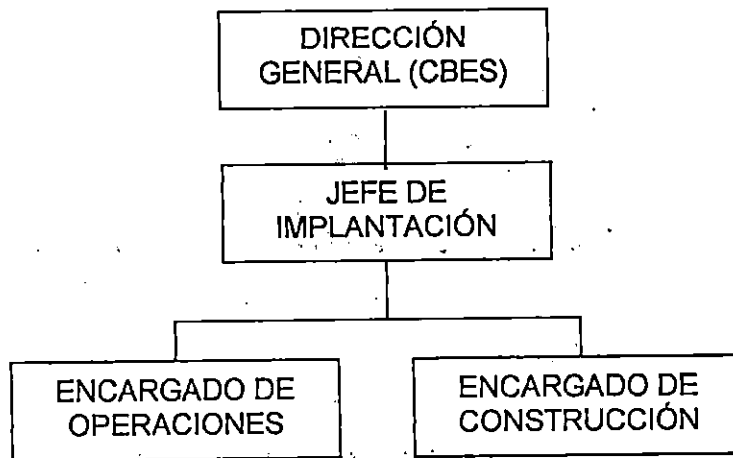 DIRECCIÓN
GENERAL (CBES)
JEFE DE
IMPLANTACIÓN
ENCARGADO DE
OPERACIONES
ENCARGADO DE
CONSTRUCCIÓN